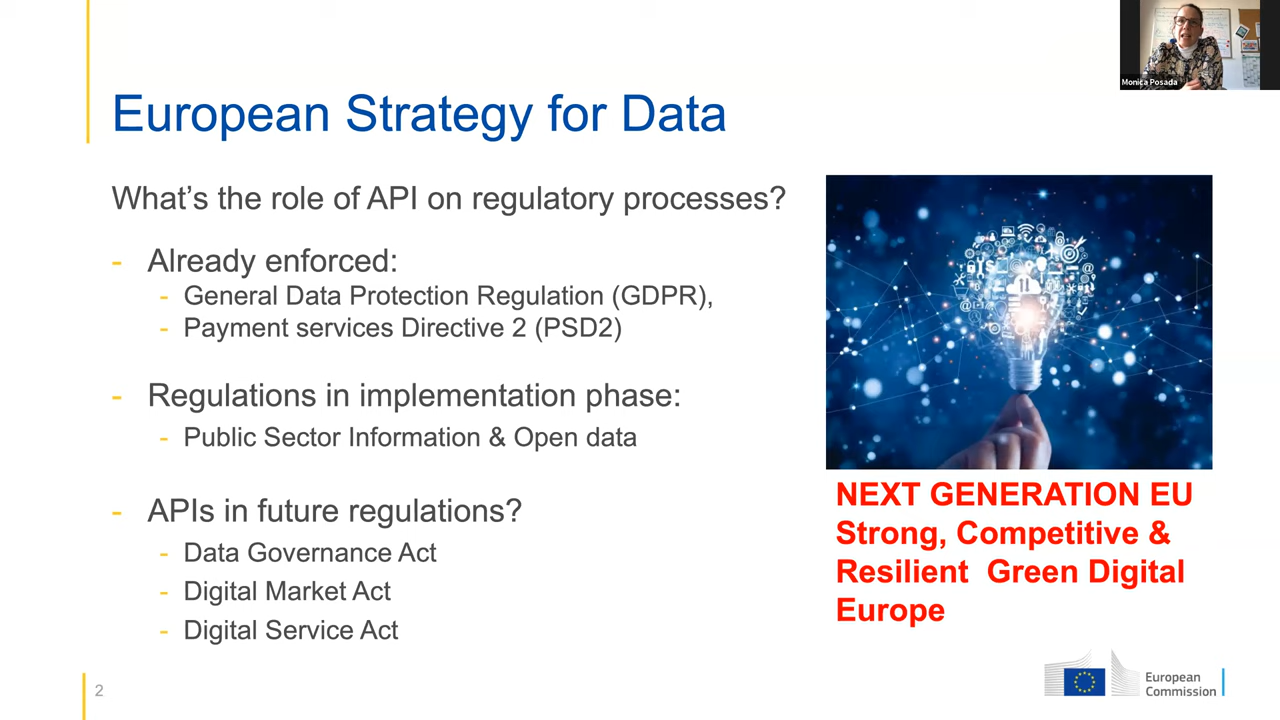 Monica Posada
European Strategy for Data
What's the role of API on regulatory processes?
- Already enforced:
- General Data Protection Regulation (GDPR),
- Payment services Directive 2 (PSD2)
- Regulations in implementation phase:
- Public Sector Information & Open data
- APIs in future regulations?
- Data Governance Act
- Digital Market Act
- Digital Service Act
NEXT GENERATION EU
Strong, Competitive &
Resilient  Green Digital
Europe
2
European
Commission